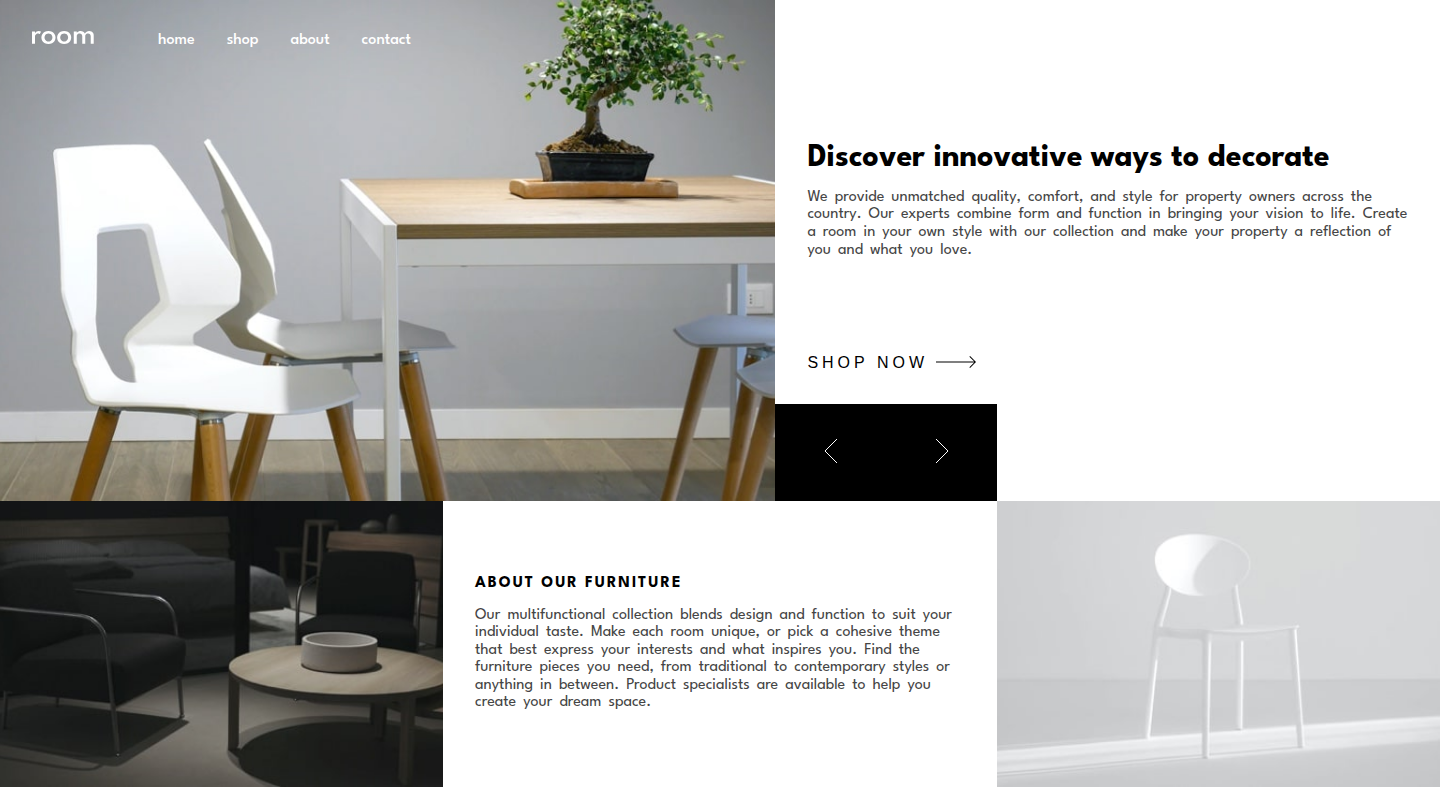 room
home shop about contact
Discover innovative ways to decorate
We provide unmatched quality, comfort, and style for property owners across the
country. Our experts combine form and function in bringing your vision to life. Create
a room in your own style with our collection and make your property a reflection of
you and what you love.
SHOP NOW
ABOUT OUR FURNITURE
Our multifunctional collection blends design and function to suit your
individual taste. Make each room unique, or pick a cohesive theme
that best express your interests and what inspires you. Find the
furniture pieces you need, from traditional to contemporary styles or
anything in between. Product specialists are available to help you
create your dream space.